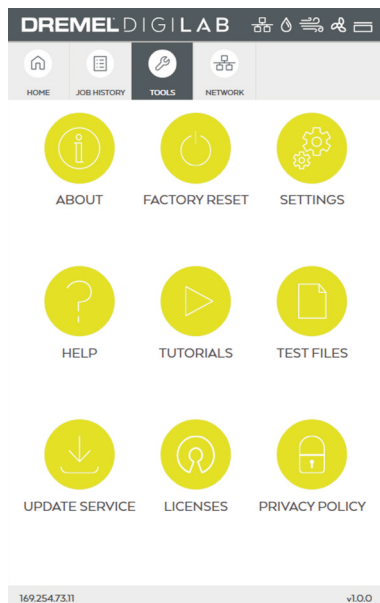 DREMEL DIGILAB
HOME JOB HISTORY TOOLS NETWORK
ABOUT FACTORY RESET SETTINGS
HELP TUTORIALS TEST FILES
UPDATE SERVICE LICENSES PRIVACY POLICY
169.254.73.11 v1.0.0